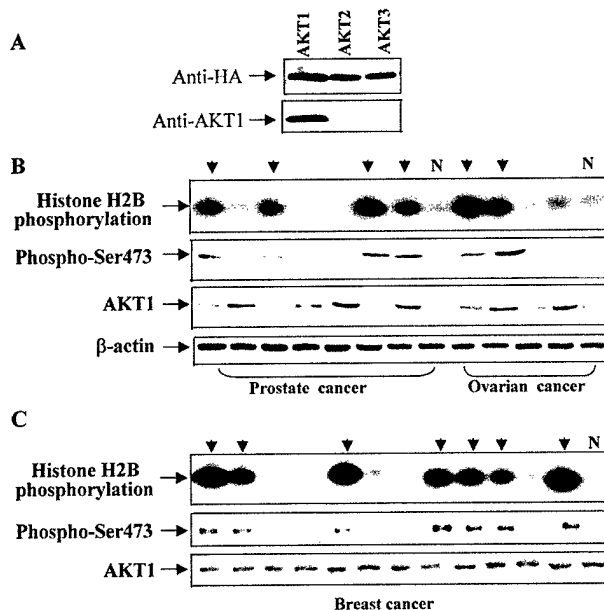 A
AKT1 AKT2 AKT3
Anti-HA
Anti-AKT1
B
N N
Histone H2B
phosphorylation
Phospho-Ser473
AKT1
β-actin
Prostate cancer Ovarian cancer
C
N
Histone H2B
phosphorylation
Phospho-Ser473
AKT1
Breast cancer